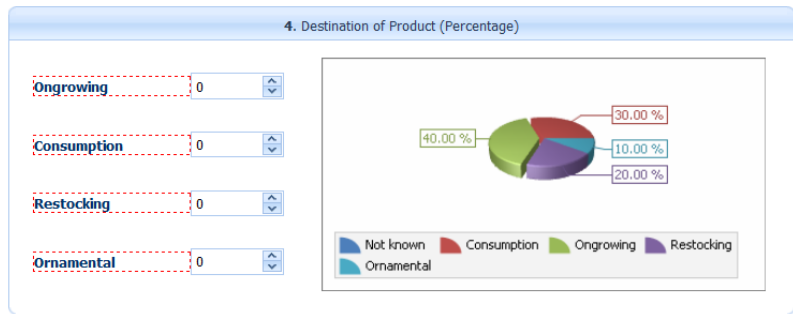 4. Destination of Product (Percentage)
Ongrowing 0
Consumption 0
Restocking 0
Ornamental 0
30.00 %
40.00 %
10.00 %
20.00 %
Not known Consumption Ongrowing Restocking
Ornamental